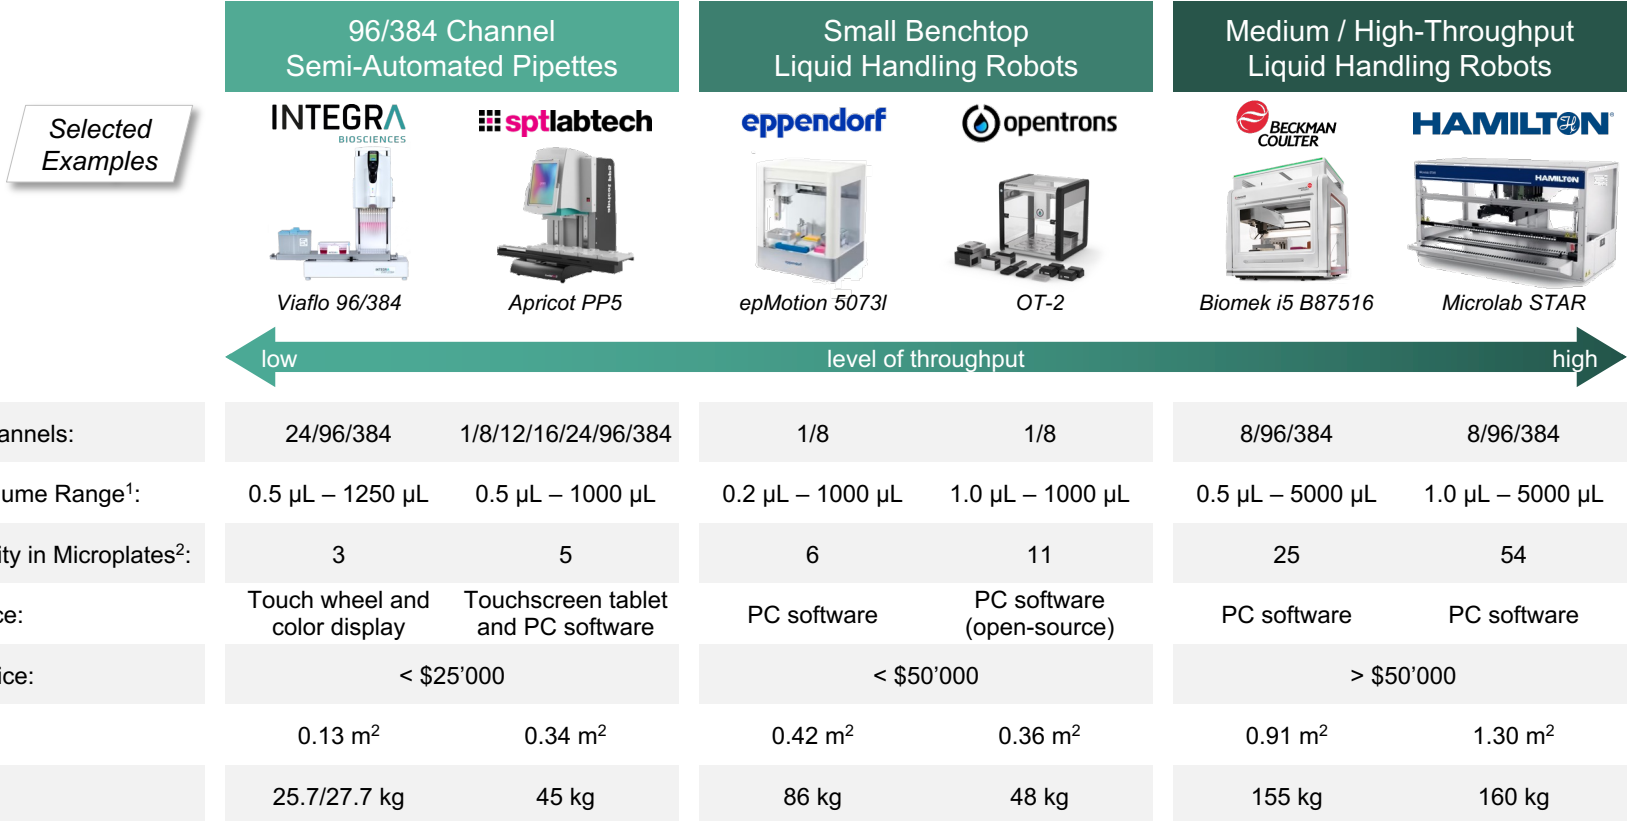 96/384 Channel
Semi-Automated Pipettes
Small Benchtop
Liquid Handling Robots
Medium / High-Throughput
Liquid Handling Robots
Selected
Examples
INTEGRA
BIOSCIENCES
sptlabtech
eppendorf
opentrons
BECKMAN
COULTER
HAMILTON
HAMILTON
Viaflo 96/384
Apricot PP5
epMotion 5073l
OT-2
Biomek i5 B87516
Microlab STAR
low level of throughput high
annels: 24/96/384 1/8/12/16/24/96/384 1/8 1/8 8/96/384 8/96/384
ume Range¹: 0.5 µL – 1250 µL 0.5 µL – 1000 µL 0.2 µL – 1000 µL 1.0 µL – 1000 µL 0.5 µL – 5000 µL 1.0 µL – 5000 µL
ity in Microplates²: 3 5 6 11 25 54
ce:
Touch wheel and
color display
Touchscreen tablet
and PC software
PC software
PC software
(open-source)
PC software
PC software
ice: < $25’000 < $50’000 > $50’000
0.13 m² 0.34 m² 0.42 m² 0.36 m² 0.91 m² 1.30 m²
25.7/27.7 kg 45 kg 86 kg 48 kg 155 kg 160 kg